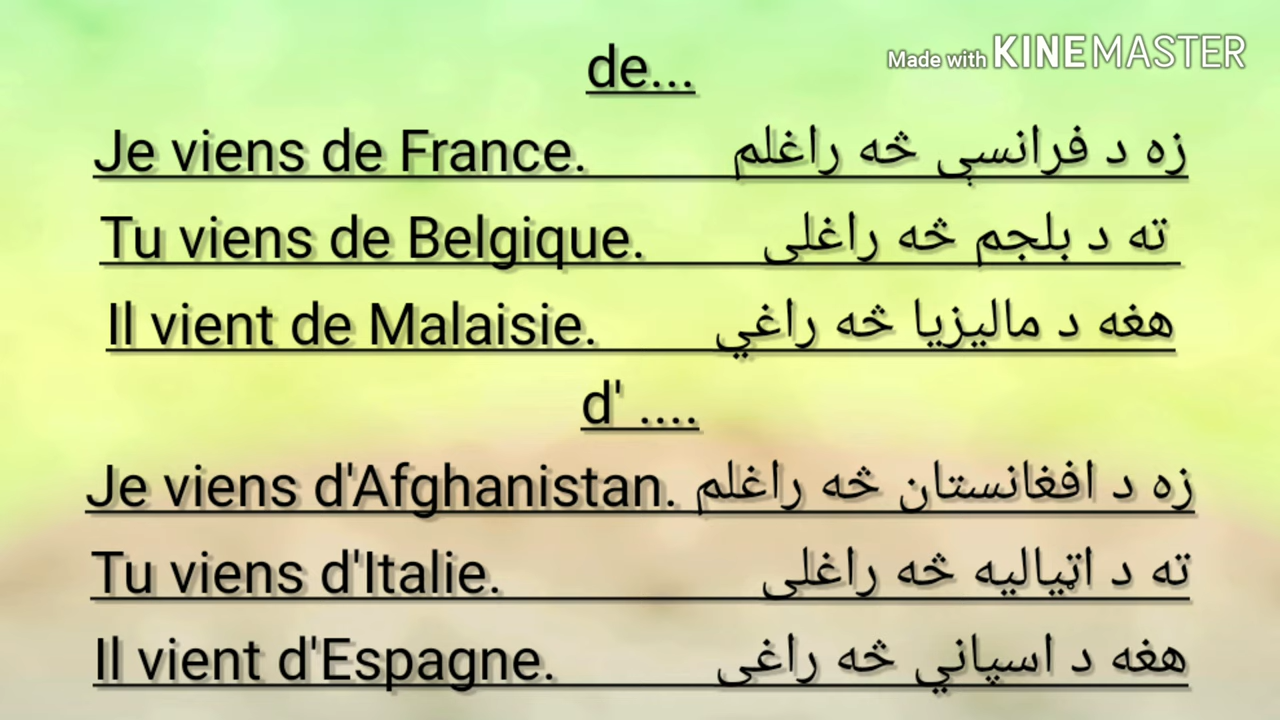 Made with KINEMASTER
de...
Je viens de France. زه د فرانسې څه راغلم
Tu viens de Belgique. ته د بلجم څه راغلی
Il vient de Malaisie. هغه د مالیزیا څه راغي
d' ....
Je viens d'Afghanistan. زه د افغانستان څه راغلم
Tu viens d'Italie. ته د اټیالیه څه راغلی
Il vient d'Espagne. هغه د اسپاني څه راغی